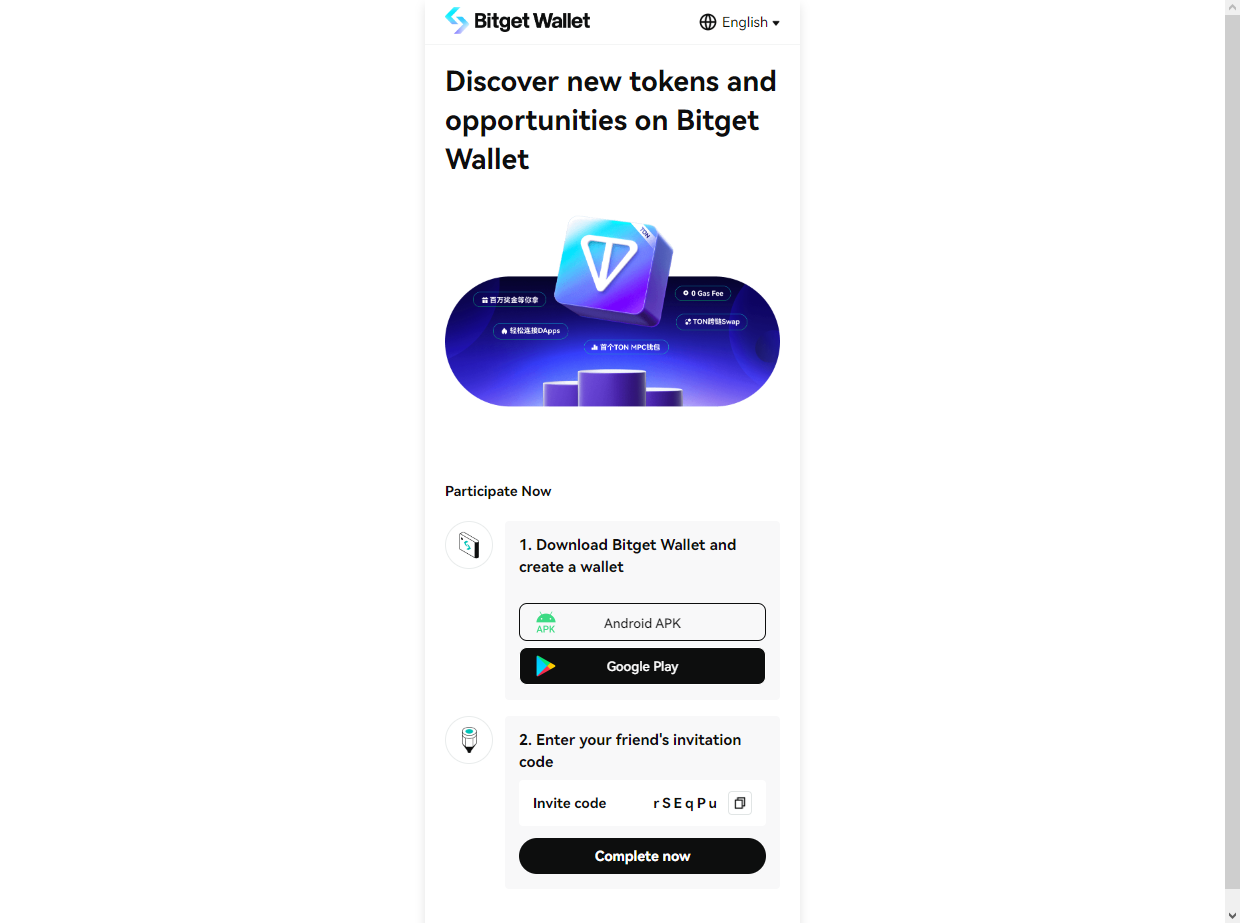 Bitget Wallet
English
Discover new tokens and
opportunities on Bitget
Wallet
TON
百万奖金等你拿
0 Gas Fee
轻松连接DApps
TON跨链Swap
首个TON MPC钱包
Participate Now
1. Download Bitget Wallet and
create a wallet
APK
Android APK
Google Play
2. Enter your friend's invitation
code
Invite code rSEqPu
Complete now